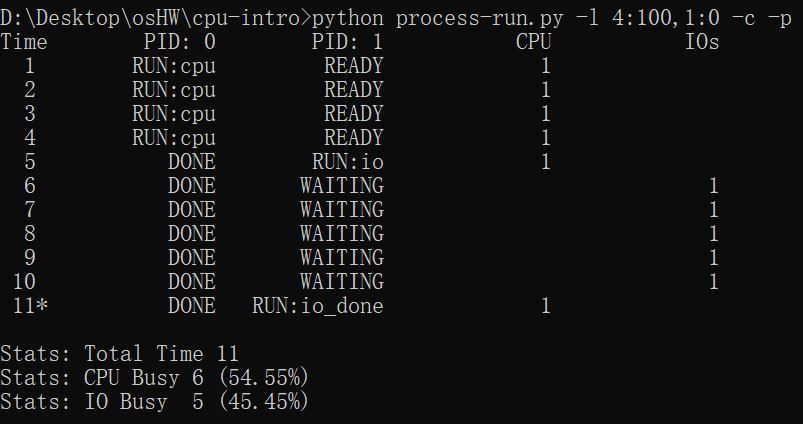 D:\Desktop\osHW\cpu-intro>python process-run.py -l 4:100,1:0 -c -p
Time        PID: 0        PID: 1           CPU           IOs
  1        RUN:cpu         READY             1
  2        RUN:cpu         READY             1
  3        RUN:cpu         READY             1
  4        RUN:cpu         READY             1
  5           DONE        RUN:io             1
  6           DONE       WAITING                           1
  7           DONE       WAITING                           1
  8           DONE       WAITING                           1
  9           DONE       WAITING                           1
 10           DONE       WAITING                           1
 11*          DONE   RUN:io_done             1

Stats: Total Time 11
Stats: CPU Busy 6 (54.55%)
Stats: IO Busy  5 (45.45%)